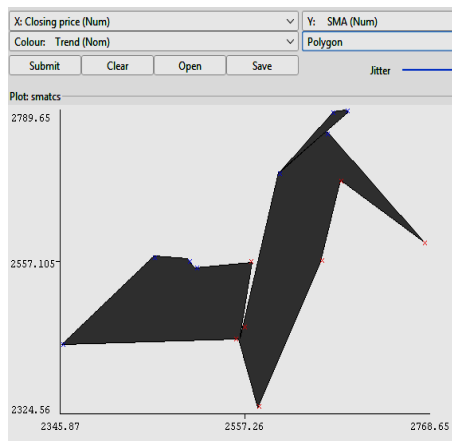 X: Closing price (Num) Y: SMA (Num)
Colour: Trend (Nom) Polygon
Submit Clear Open Save Jitter
Plot: smatcs
2789.65
2557.105
2324.56
2345.87 2557.26 2768.65